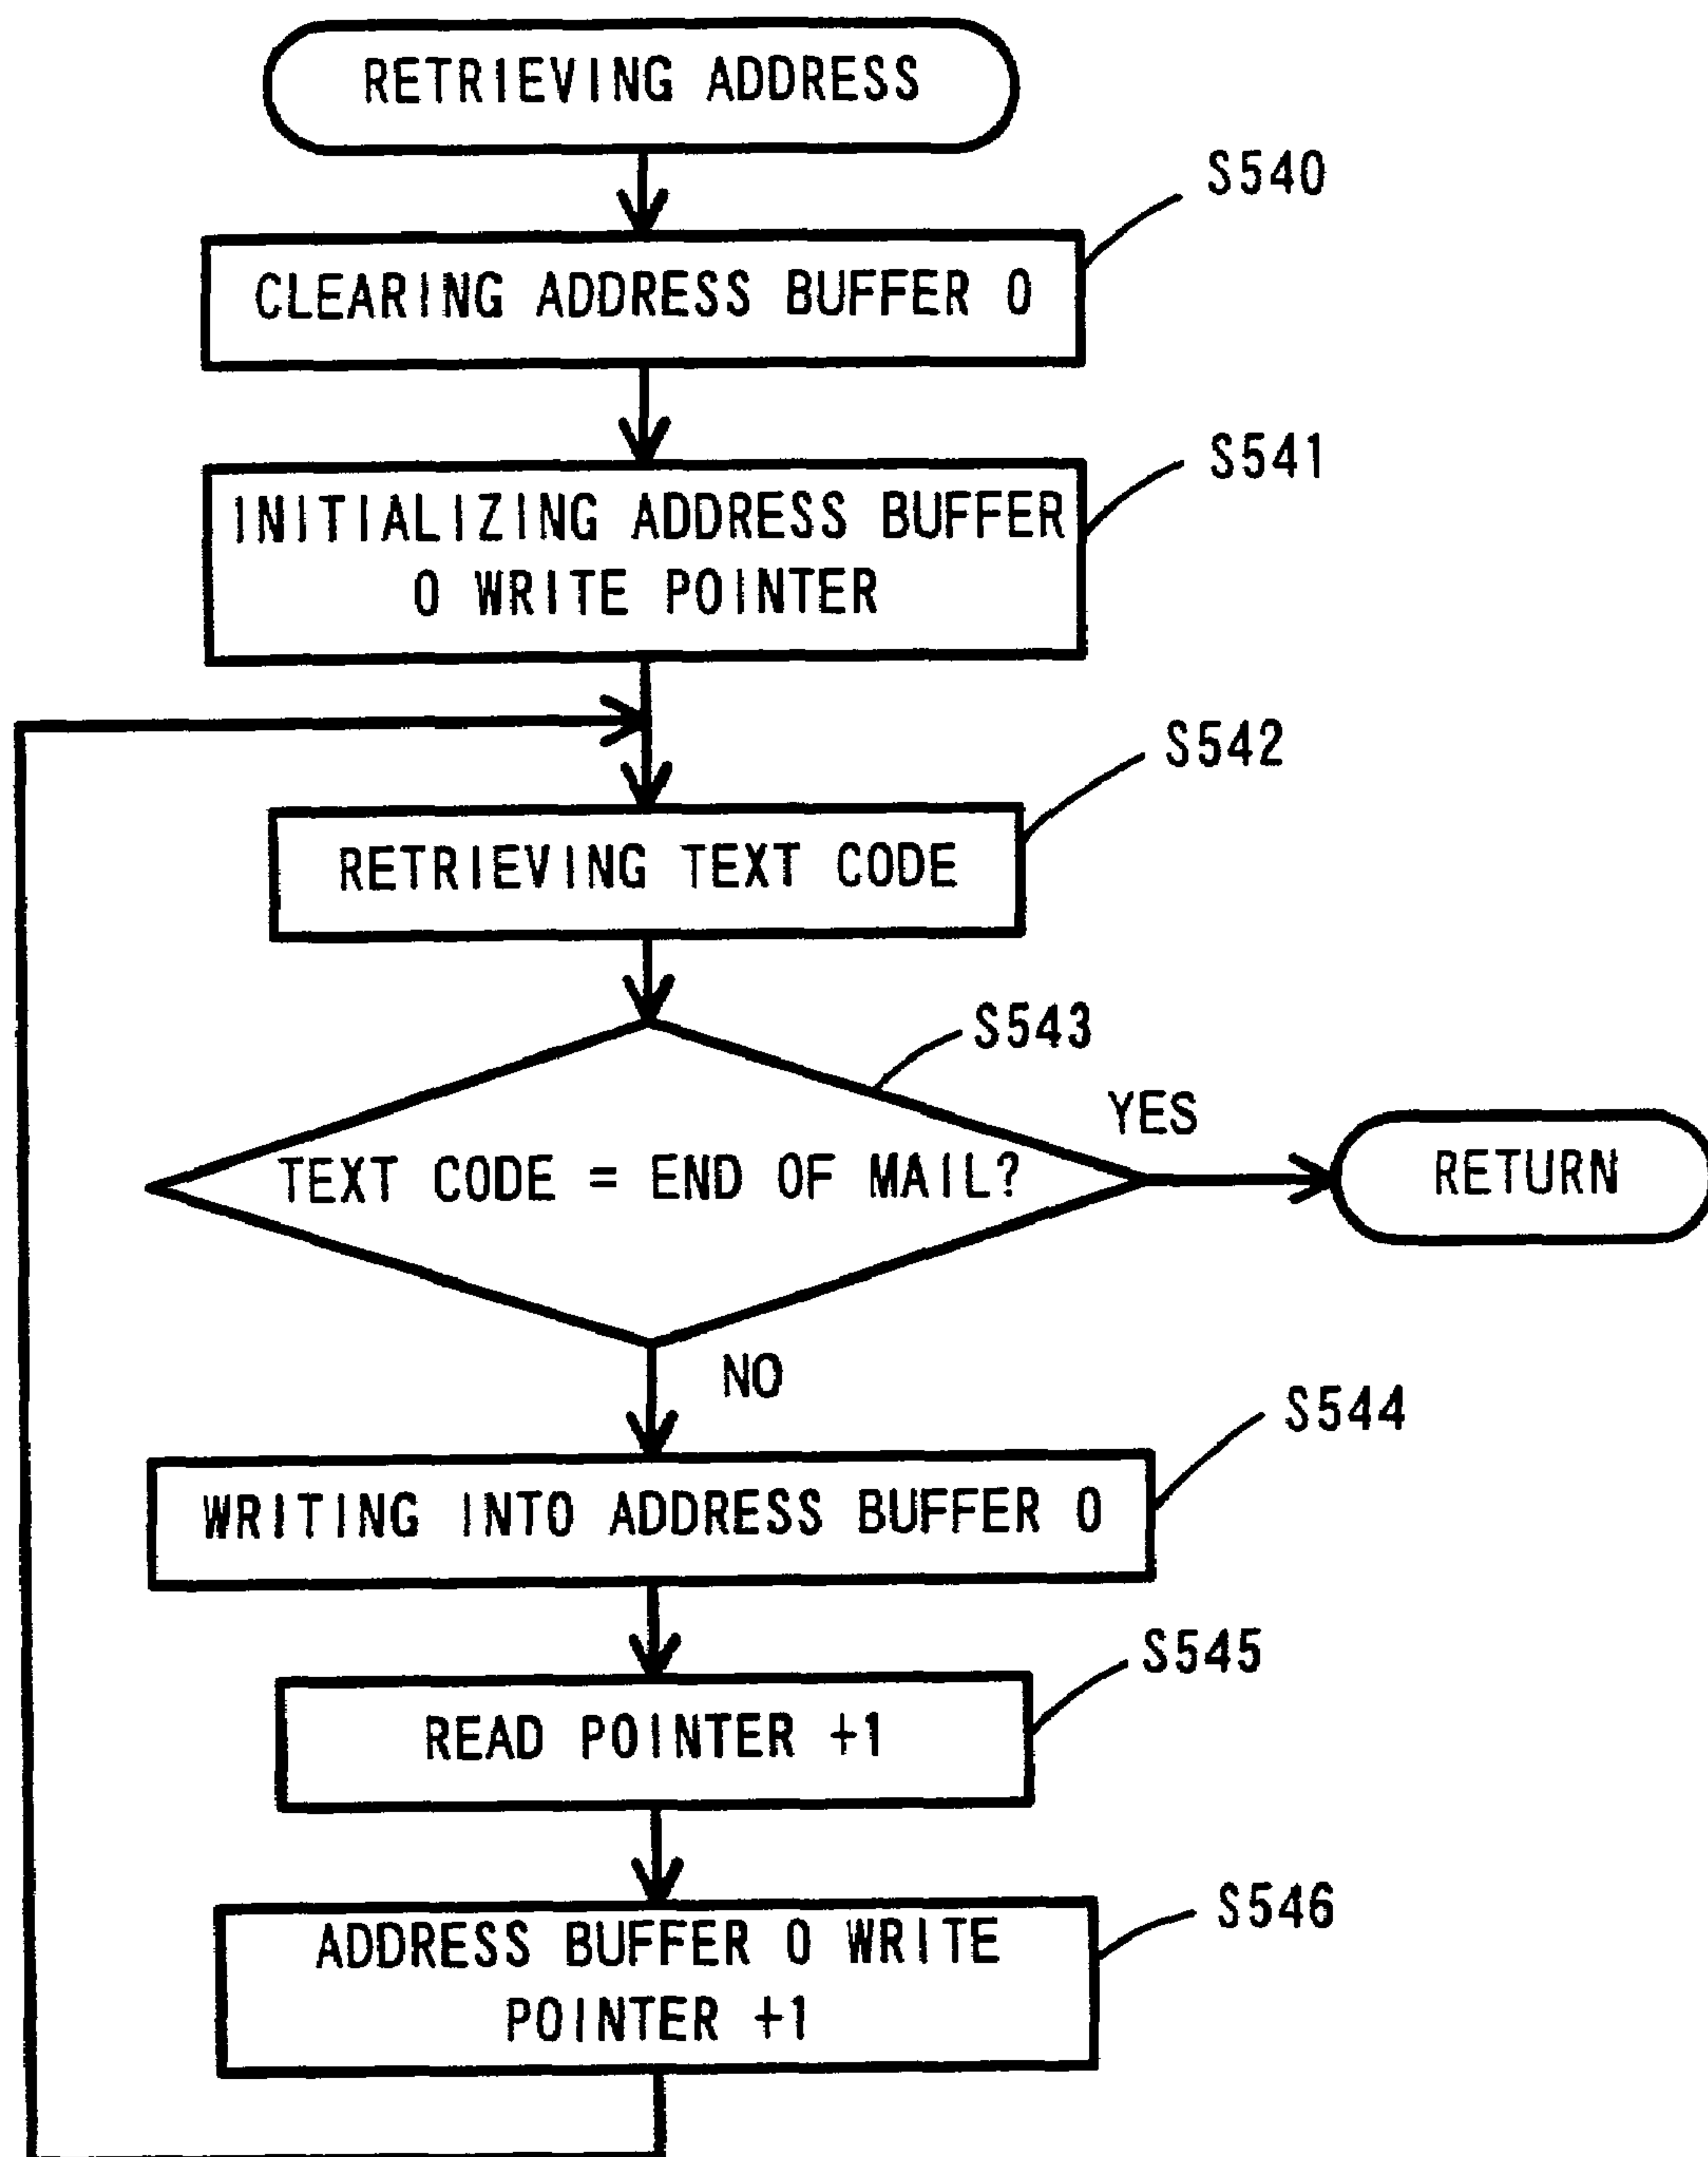 RETRIEVING ADDRESS
S540
CLEARING ADDRESS BUFFER 0
S541
INITIALIZING ADDRESS BUFFER
0 WRITE POINTER
S542
RETRIEVING TEXT CODE
S543
YES
TEXT CODE = END OF MAIL?
RETURN
NO
S544
WRITING INTO ADDRESS BUFFER 0
S545
READ POINTER +1
S546
ADDRESS BUFFER 0 WRITE
POINTER +1